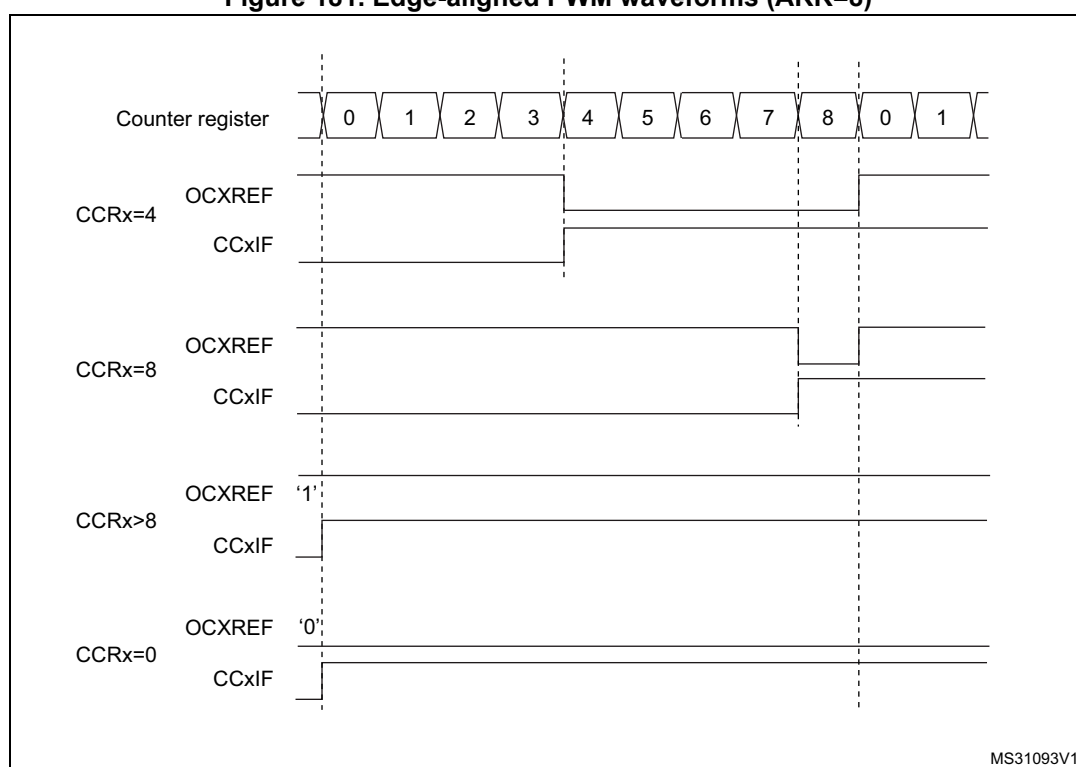 Figure 181. Edge-aligned PWM waveforms (ARR=8)
Counter register 0 1 2 3 4 5 6 7 8 0 1
OCXREF
CCRx=4
CCxIF
OCXREF
CCRx=8
CCxIF
OCXREF ‘1’
CCRx>8
CCxIF
OCXREF ‘0’
CCRx=0
CCxIF
MS31093V1